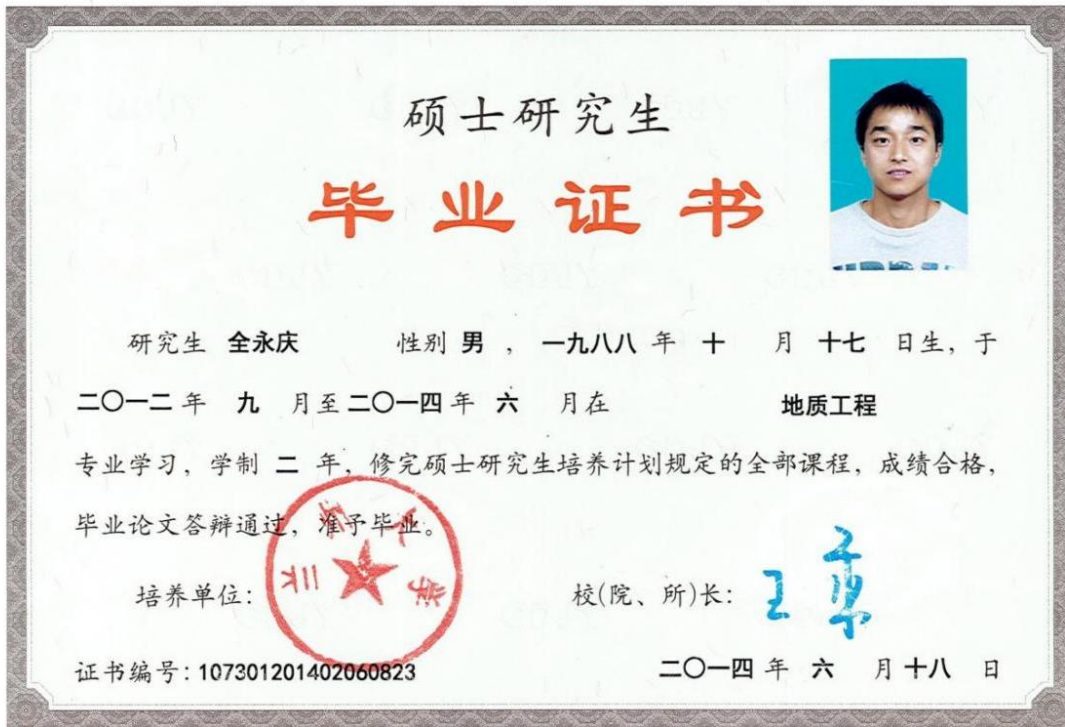 硕士研究生
毕业证书
研究生 全永庆 性别 男 , 一九八八 年 十 月 十七 日生, 于
二〇一二 年 九 月至 二〇一四 年 六 月在 地质工程
专业学习, 学制 二 年, 修完硕士研究生培养计划规定的全部课程, 成绩合格,
毕业论文答辩通过, 准予毕业。
培养单位: 校(院、所)长: 王乘
证书编号: 107301201402060823 二〇一四 年 六 月 十八 日